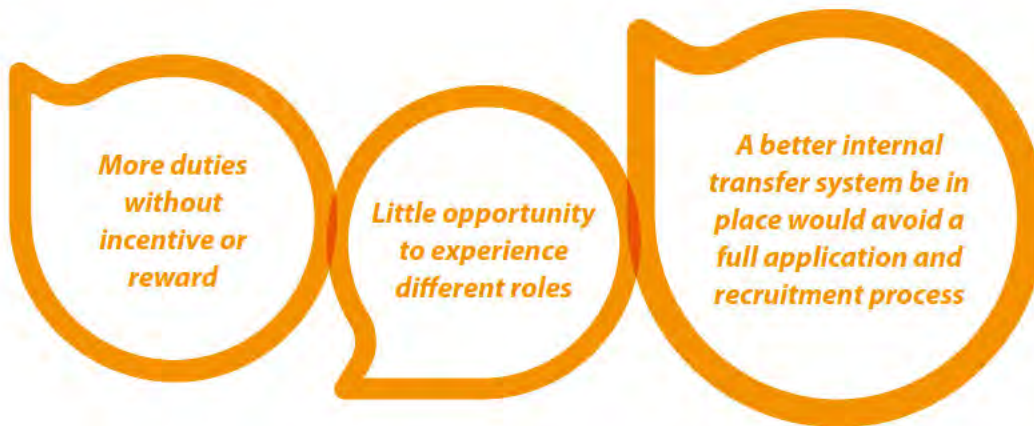 More duties
without
incentive or
reward
Little opportunity
to experience
different roles
A better internal
transfer system be in
place would avoid a
full application and
recruitment process